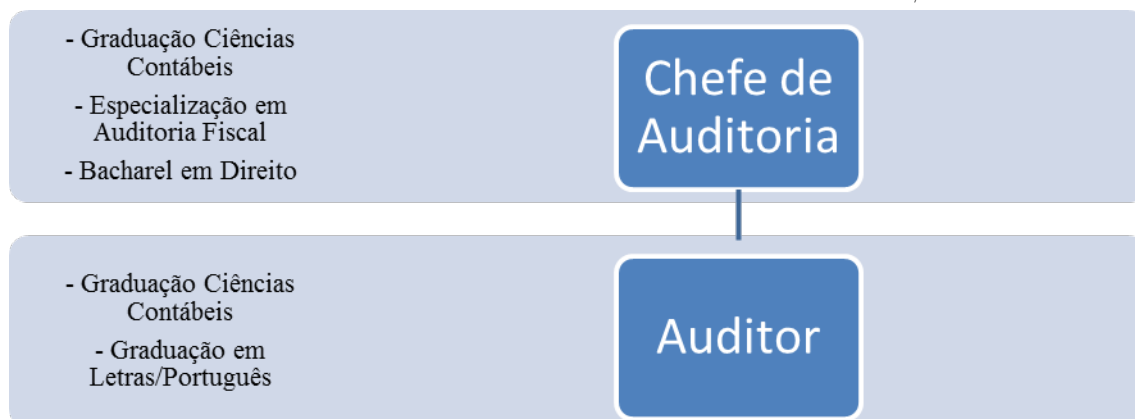 - Graduação Ciências
Contábeis
- Especialização em
Auditoria Fiscal
- Bacharel em Direito
Chefe de
Auditoria
- Graduação Ciências
Contábeis
- Graduação em
Letras/Português
Auditor